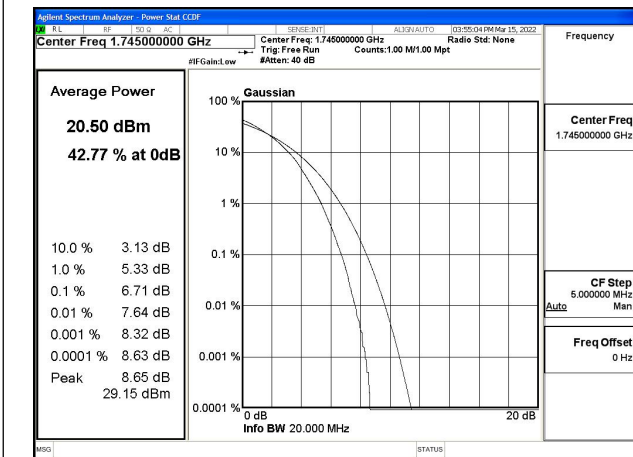 Agilent Spectrum Analyzer - Power Stat CCDF
RL RF 50 Ω AC SENSE:INT ALIGN AUTO 03:55:04 PM Mar 15, 2022
Center Freq 1.745000000 GHz
Center Freq: 1.745000000 GHz Radio Std: None
Trig: Free Run Counts:1.00 M/1.00 Mpt
#IFGain:Low #Atten: 40 dB
Frequency
Average Power
20.50 dBm
42.77 % at 0dB
10.0 % 3.13 dB
1.0 % 5.33 dB
0.1 % 6.71 dB
0.01 % 7.64 dB
0.001 % 8.32 dB
0.0001 % 8.63 dB
Peak 8.65 dB
29.15 dBm
Gaussian
100 %
10 %
1 %
0.1 %
0.01 %
0.001 %
0.0001 %
0 dB 20 dB
Info BW 20.000 MHz
Center Freq
1.745000000 GHz
CF Step
5.000000 MHz
Auto Man
Freq Offset
0 Hz
MSG STATUS